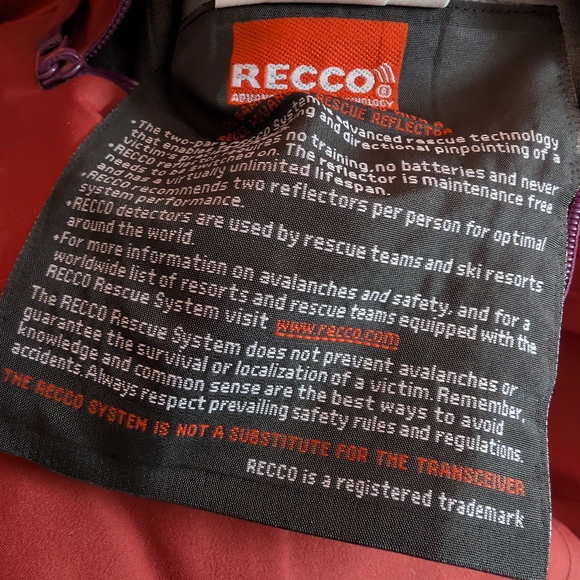 RECCO®
ADVANCED TECHNOLOGY
RESCUE REFLECTOR
•The two-part RECCO System is advanced rescue technology
that enables and directional pinpointing of a
victim's
•RECCO requires no training, no batteries and never
needs to be switched on. The reflector is maintenance free
and has a virtually unlimited lifespan.
•RECCO recommends two reflectors per person for optimal
system performance.
•RECCO detectors are used by rescue teams and ski resorts
around the world.
•For more information on avalanches and safety, and for a
worldwide list of resorts and rescue teams equipped with the
RECCO Rescue System visit www.recco.com
The RECCO Rescue System does not prevent avalanches or
guarantee the survival or localization of a victim. Remember,
knowledge and common sense are the best ways to avoid
accidents. Always respect prevailing safety rules and regulations.
THE RECCO SYSTEM IS NOT A SUBSTITUTE FOR THE TRANSCEIVER
RECCO is a registered trademark